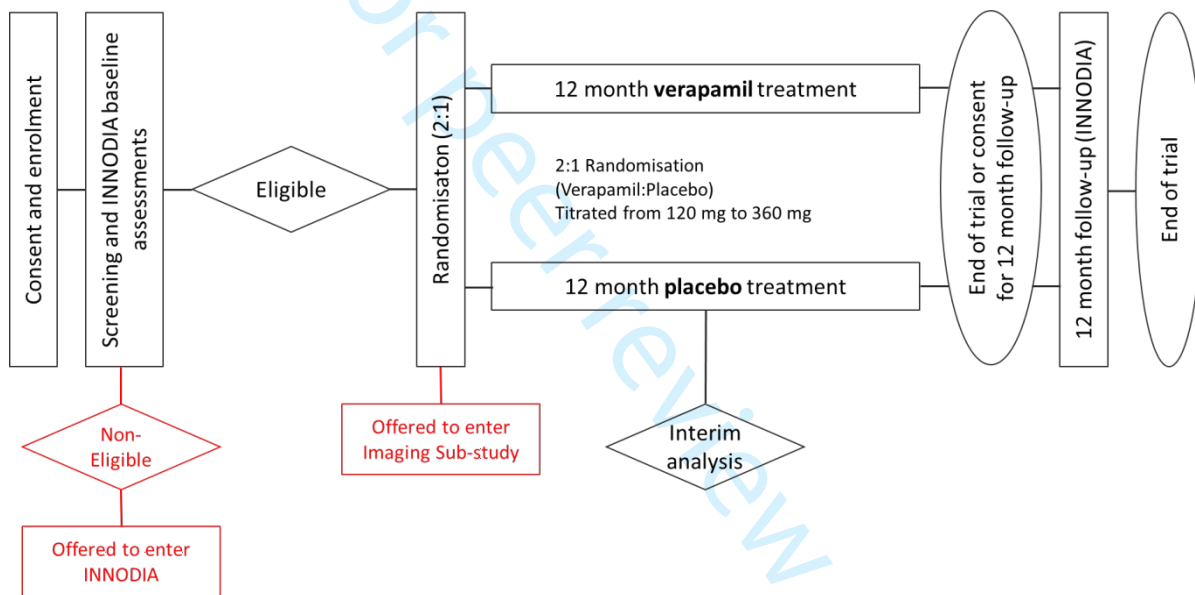 Consent and enrolment
Screening and INNODIA baseline
assessments
Eligible
Randomisaton (2:1)
12 month verapamil treatment
2:1 Randomisation
(Verapamil:Placebo)
Titrated from 120 mg to 360 mg
12 month placebo treatment
End of trial or consent
for 12 month follow-up
12 month follow-up (INNODIA)
End of trial
Non-
Eligible
Offered to enter
INNODIA
Offered to enter
Imaging Sub-study
Interim
analysis
or peer review